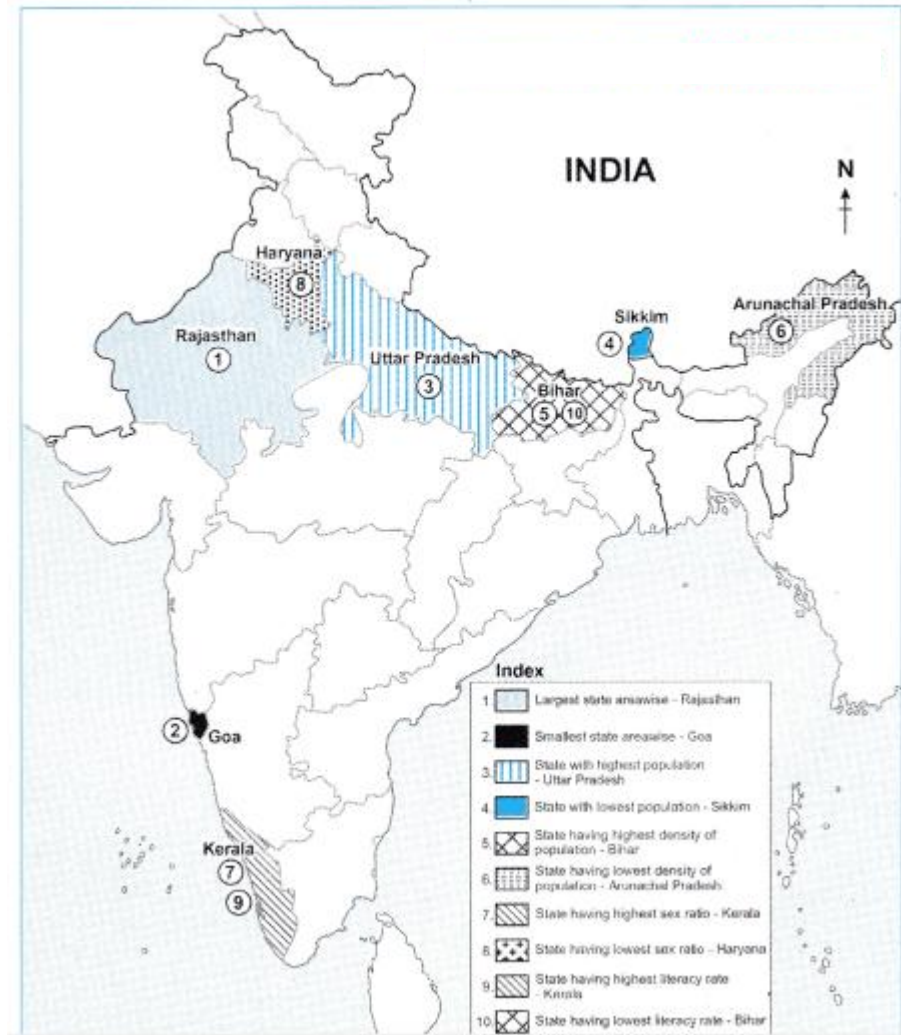 INDIA
N
Haryana
8
Rajasthan
1
Uttar Pradesh
3
Sikkim
4
Arunachal Pradesh
6
Bihar
5 10
2 Goa
Kerala
7
9
Index
1 Largest state areawise - Rajasthan
2. Smallest state areawise - Goa
3. State with highest population
- Uttar Pradesh
4 State with lowest population - Sikkim
5. State having highest density of
population - Bihar
6. State having lowest density of
population - Arunachal Pradesh
7. State having highest sex ratio - Kerala
8 State having lowest sex ratio - Haryana
9. State having highest literacy rate
- Kerala
10 State having lowest literacy rate - Bihar